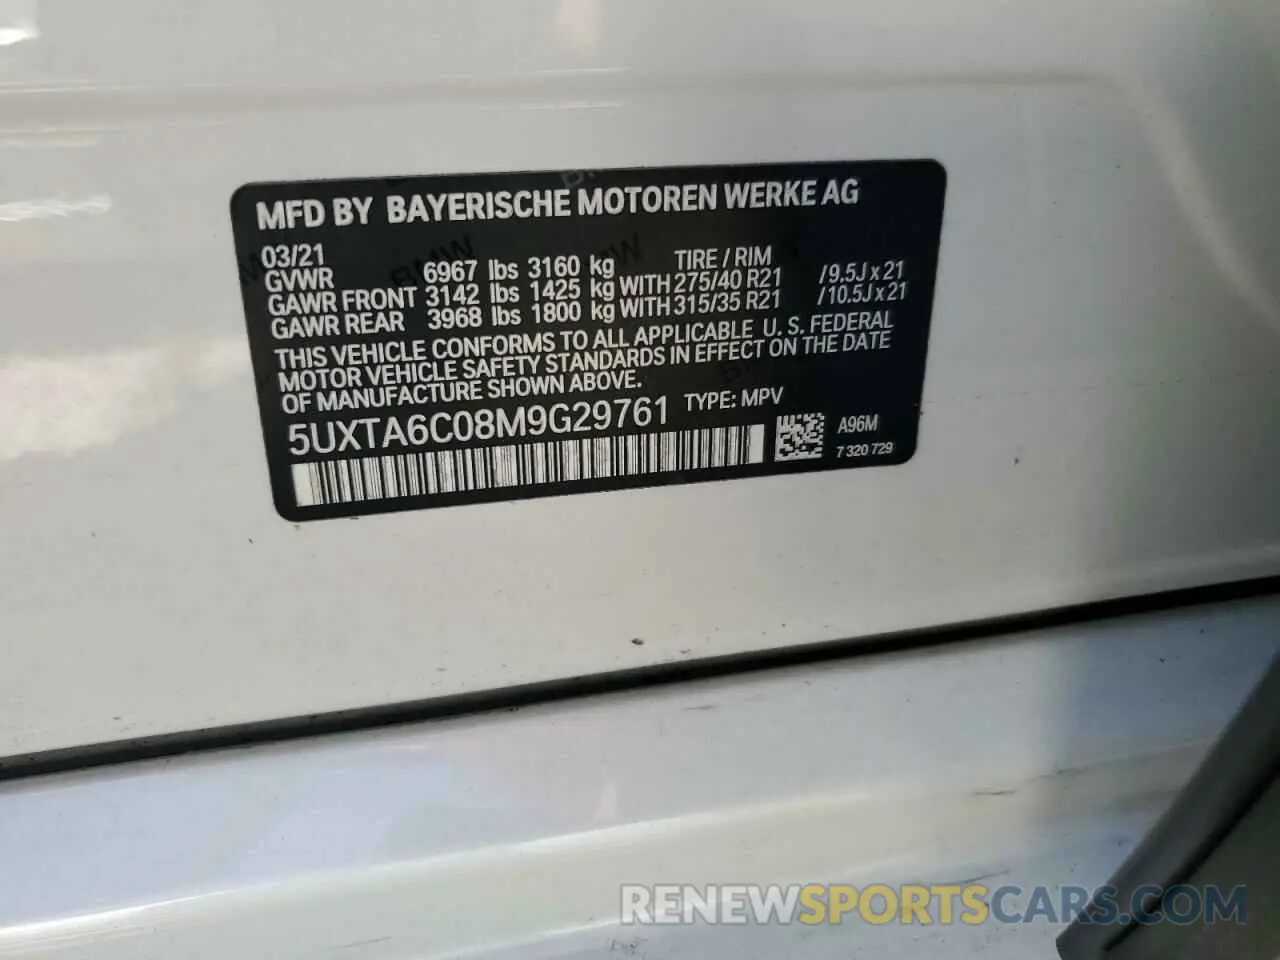 MFD BY BAYERISCHE MOTOREN WERKE AG
03/21 TIRE / RIM
GVWR 6967 lbs 3160 kg
GAWR FRONT 3142 lbs 1425 kg WITH 275/40 R21 /9.5J x 21
GAWR REAR 3968 lbs 1800 kg WITH 315/35 R21 /10.5J x 21
THIS VEHICLE CONFORMS TO ALL APPLICABLE U. S. FEDERAL
MOTOR VEHICLE SAFETY STANDARDS IN EFFECT ON THE DATE
OF MANUFACTURE SHOWN ABOVE.
5UXTA6C08M9G29761 TYPE: MPV
A96M
7 320 729
RENEWSPORTSCARS.COM